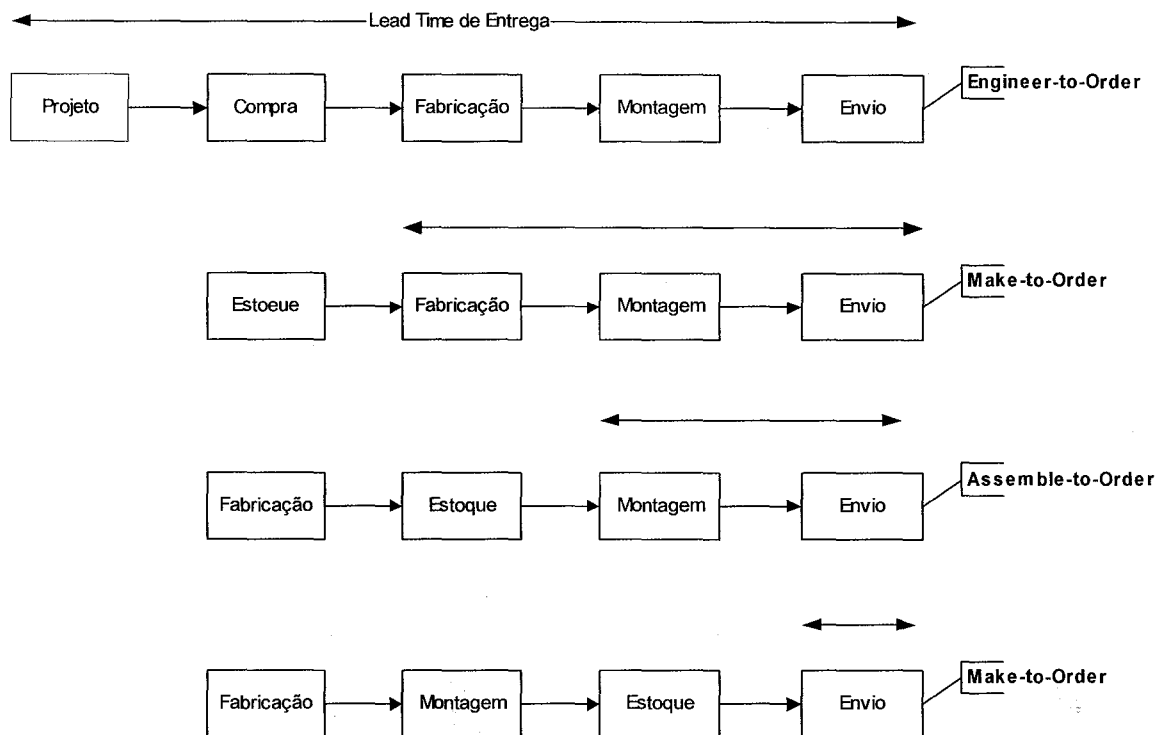 Lead Time de Entrega
Projeto
Compra
Fabricação
Montagem
Envio
Engineer-to-Order
Estoeue
Fabricação
Montagem
Envio
Make-to-Order
Fabricação
Estoque
Montagem
Envio
Assemble-to-Order
Fabricação
Montagem
Estoque
Envio
Make-to-Order